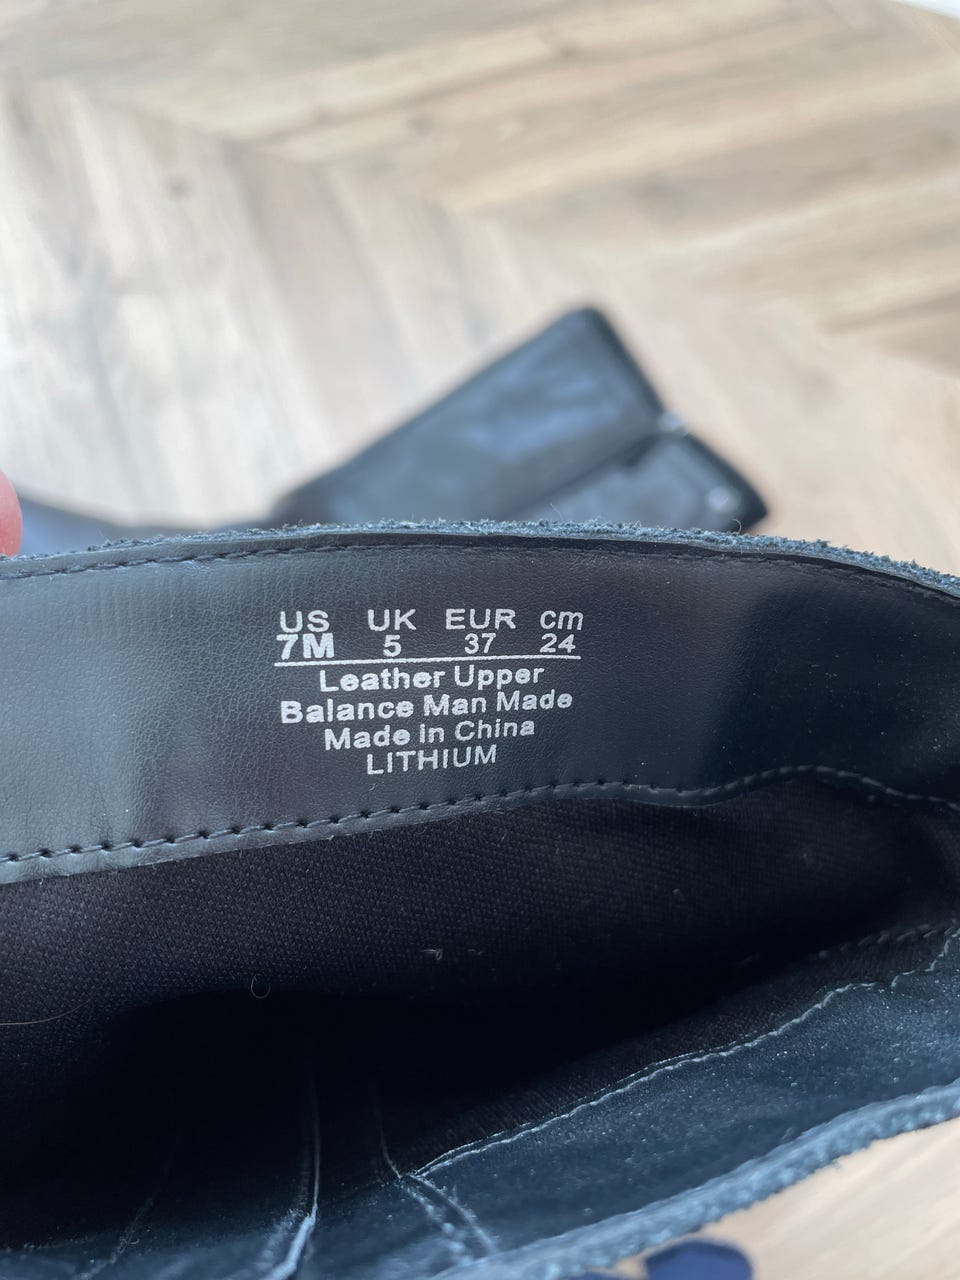 US UK EUR cm
7M 5 37 24
Leather Upper
Balance Man Made
Made in China
LITHIUM